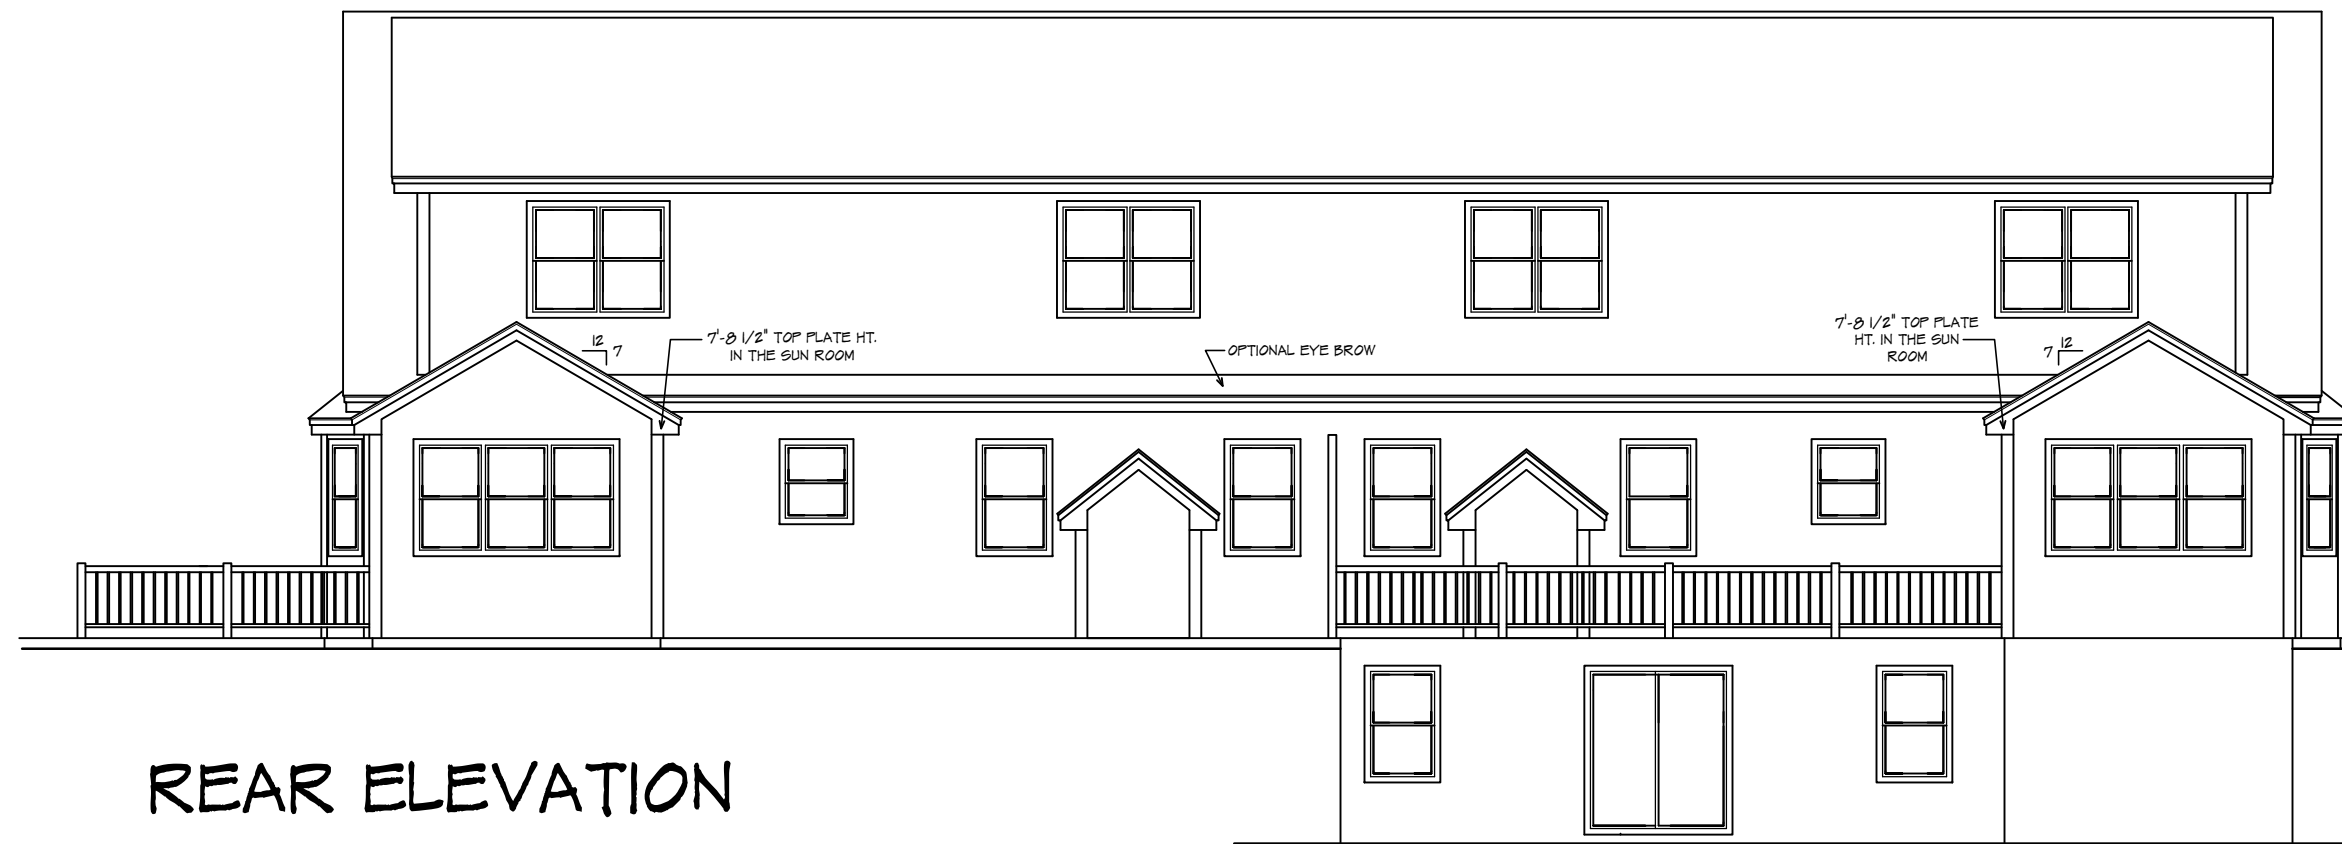 7'-8 1/2" TOP PLATE HT.
IN THE SUN ROOM
12
7
OPTIONAL EYE BROW
7'-8 1/2" TOP PLATE
HT. IN THE SUN
ROOM
12
7
REAR ELEVATION